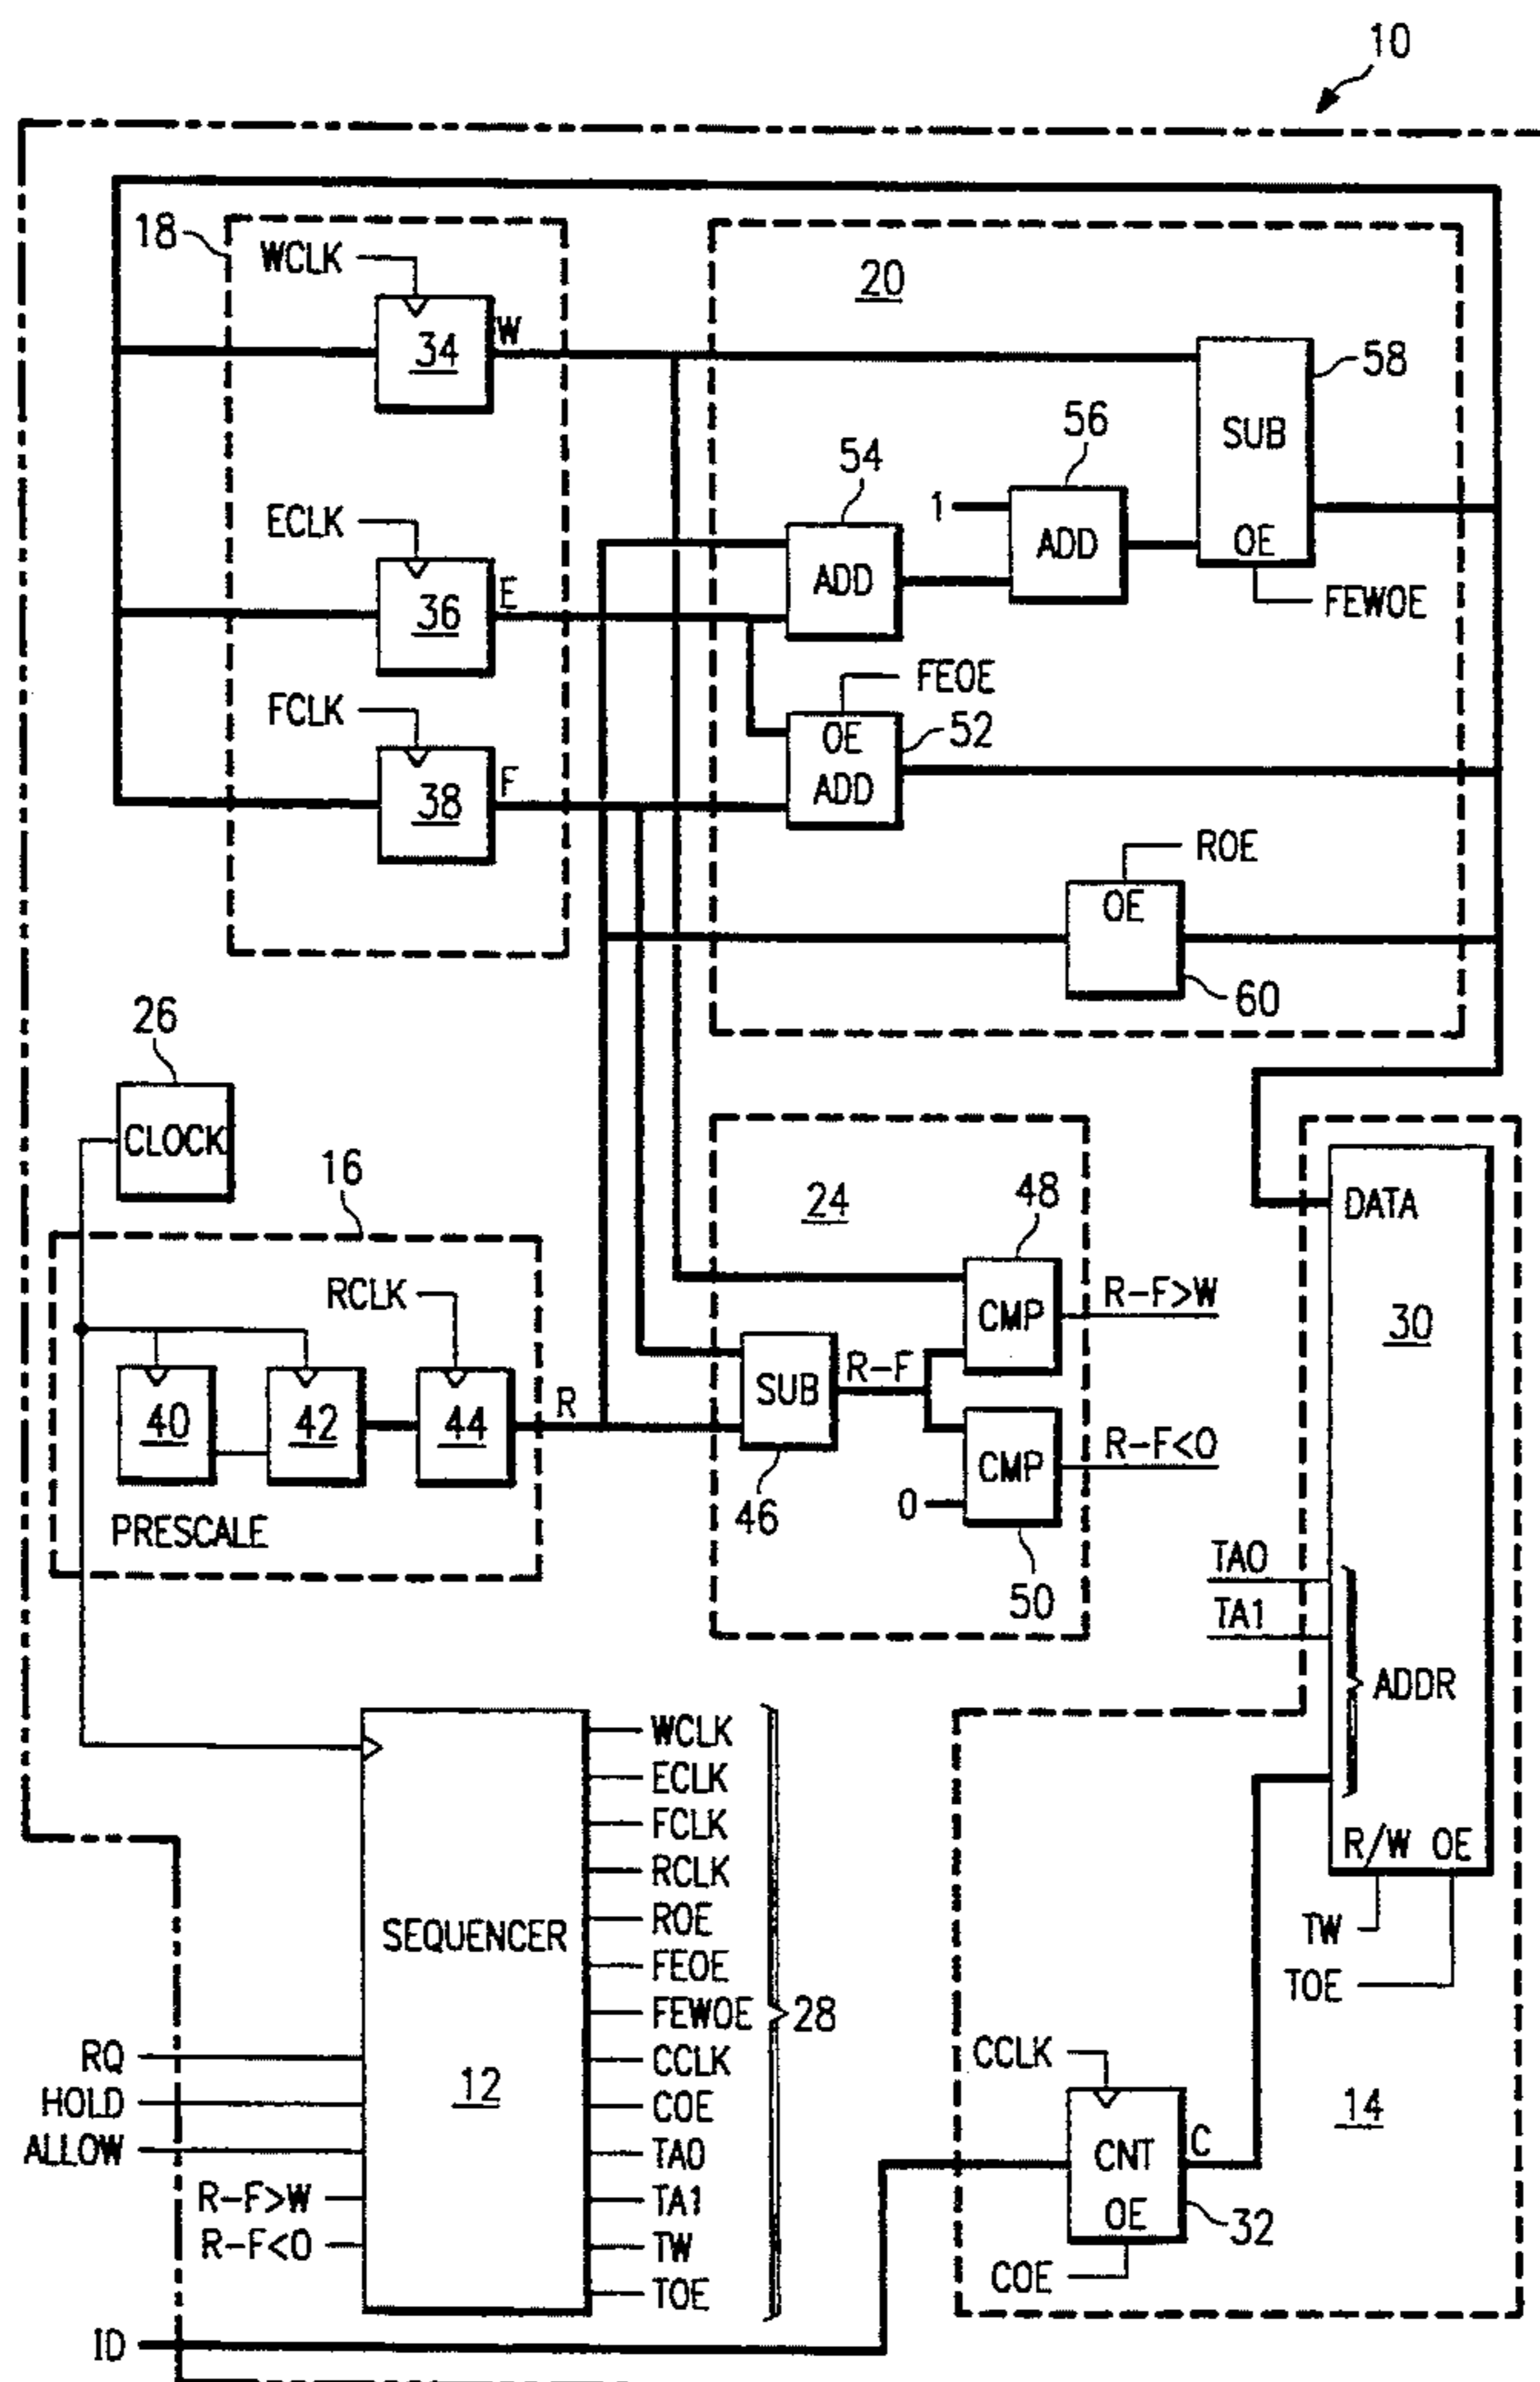 10
18
WCLK
34
W
20
58
SUB
OE
FEWOE
56
54
1
ADD
ADD
ECLK
36
E
FEOE
FCLK
38
F
OE
ADD
52
ROE
OE
60
26
CLOCK
16
RCLK
40
42
44
R
PRESCALE
24
48
CMP
R-F>W
SUB
R-F
46
CMP
R-F<0
0
50
DATA
30
TA0
TA1
ADDR
R/W OE
TW
TOE
SEQUENCER
12
WCLK
ECLK
FCLK
RCLK
ROE
FEOE
FEWOE
CCLK
COE
TA0
TA1
TW
TOE
28
RQ
HOLD
ALLOW
R-F>W
R-F<0
ID
CCLK
CNT
OE
C
32
COE
14